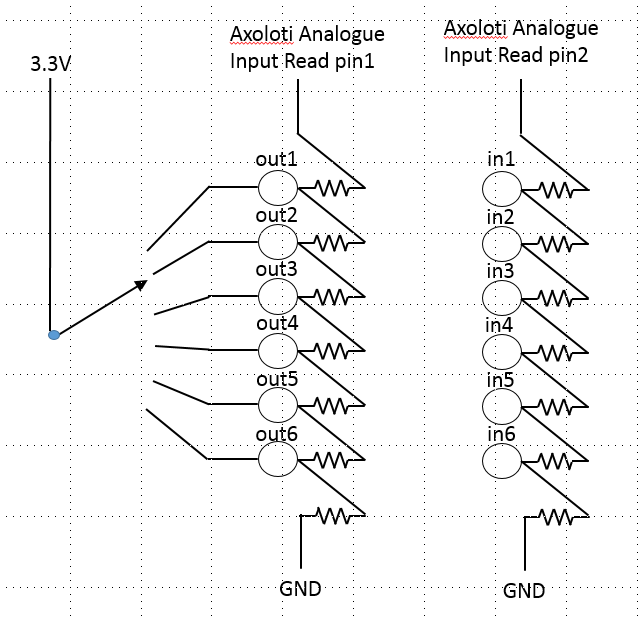 Axoloti Analogue
Input Read pin1
Axoloti Analogue
Input Read pin2
3.3V
out1
out2
out3
out4
out5
out6
GND
in1
in2
in3
in4
in5
in6
GND